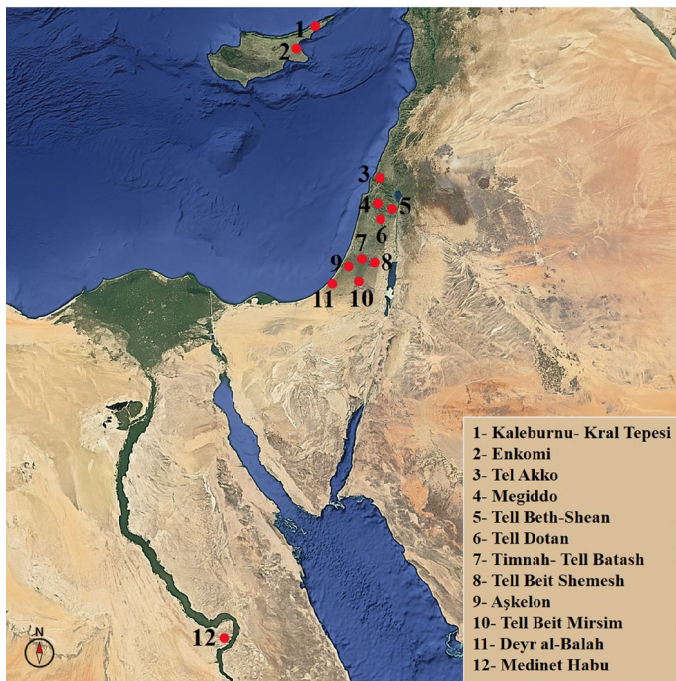 1
2
3
4
5
6
7
8
9
10
11
12
N
1- Kaleburnu- Kral Tepesi
2- Enkomi
3- Tel Akko
4- Megiddo
5- Tell Beth-Shean
6- Tell Dotan
7- Timnah- Tell Batash
8- Tell Beit Shemesh
9- Aşkelon
10- Tell Beit Mirsim
11- Deyr al-Balah
12- Medinet Habu